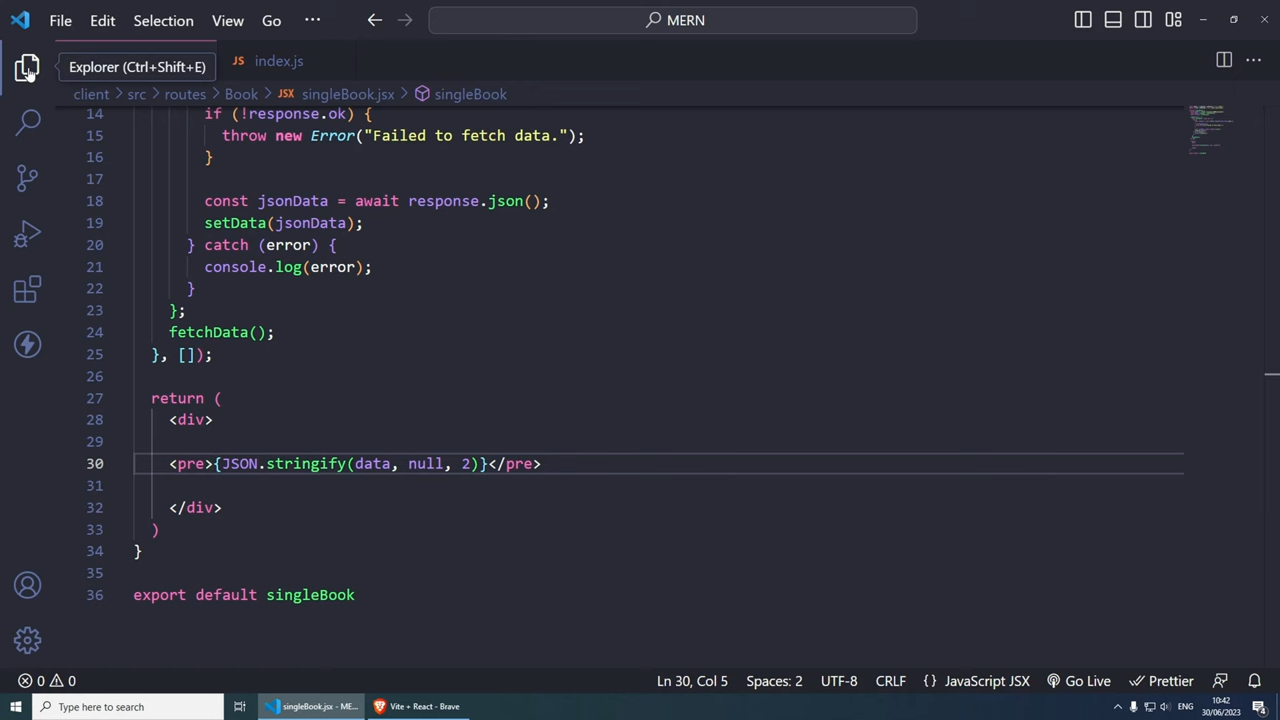 File Edit Selection View Go ··· MERN
Explorer (Ctrl+Shift+E) JS index.js
client > src > routes > Book > JSX singleBook.jsx > singleBook
14 if (!response.ok) {
15 throw new Error("Failed to fetch data.");
16 }
17
18 const jsonData = await response.json();
19 setData(jsonData);
20 } catch (error) {
21 console.log(error);
22 }
23 };
24 fetchData();
25 }, []);
26
27 return (
28 <div>
29
30 <pre>{JSON.stringify(data, null, 2)}</pre>
31
32 </div>
33 )
34 }
35
36 export default singleBook
0 0 Ln 30, Col 5 Spaces: 2 UTF-8 CRLF {} JavaScript JSX Go Live Prettier
Type here to search singleBook.jsx - ME... Vite + React - Brave ENG 10:42
30/06/2023 4